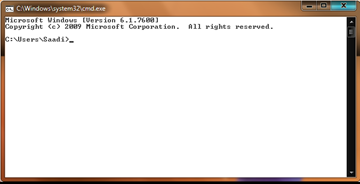 C:\Windows\system32\cmd.exe
Microsoft Windows [Version 6.1.7600]
Copyright (c) 2009 Microsoft Corporation.  All rights reserved.
C:\Users\Saadi>_